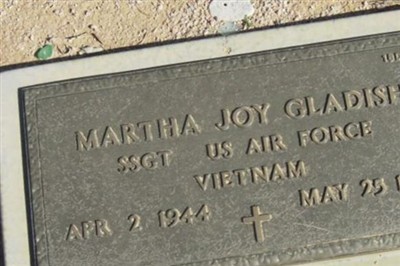 MARTHA JOY GLADISH
SSGT US AIR FORCE
VIETNAM
APR 2 1944 MAY 25